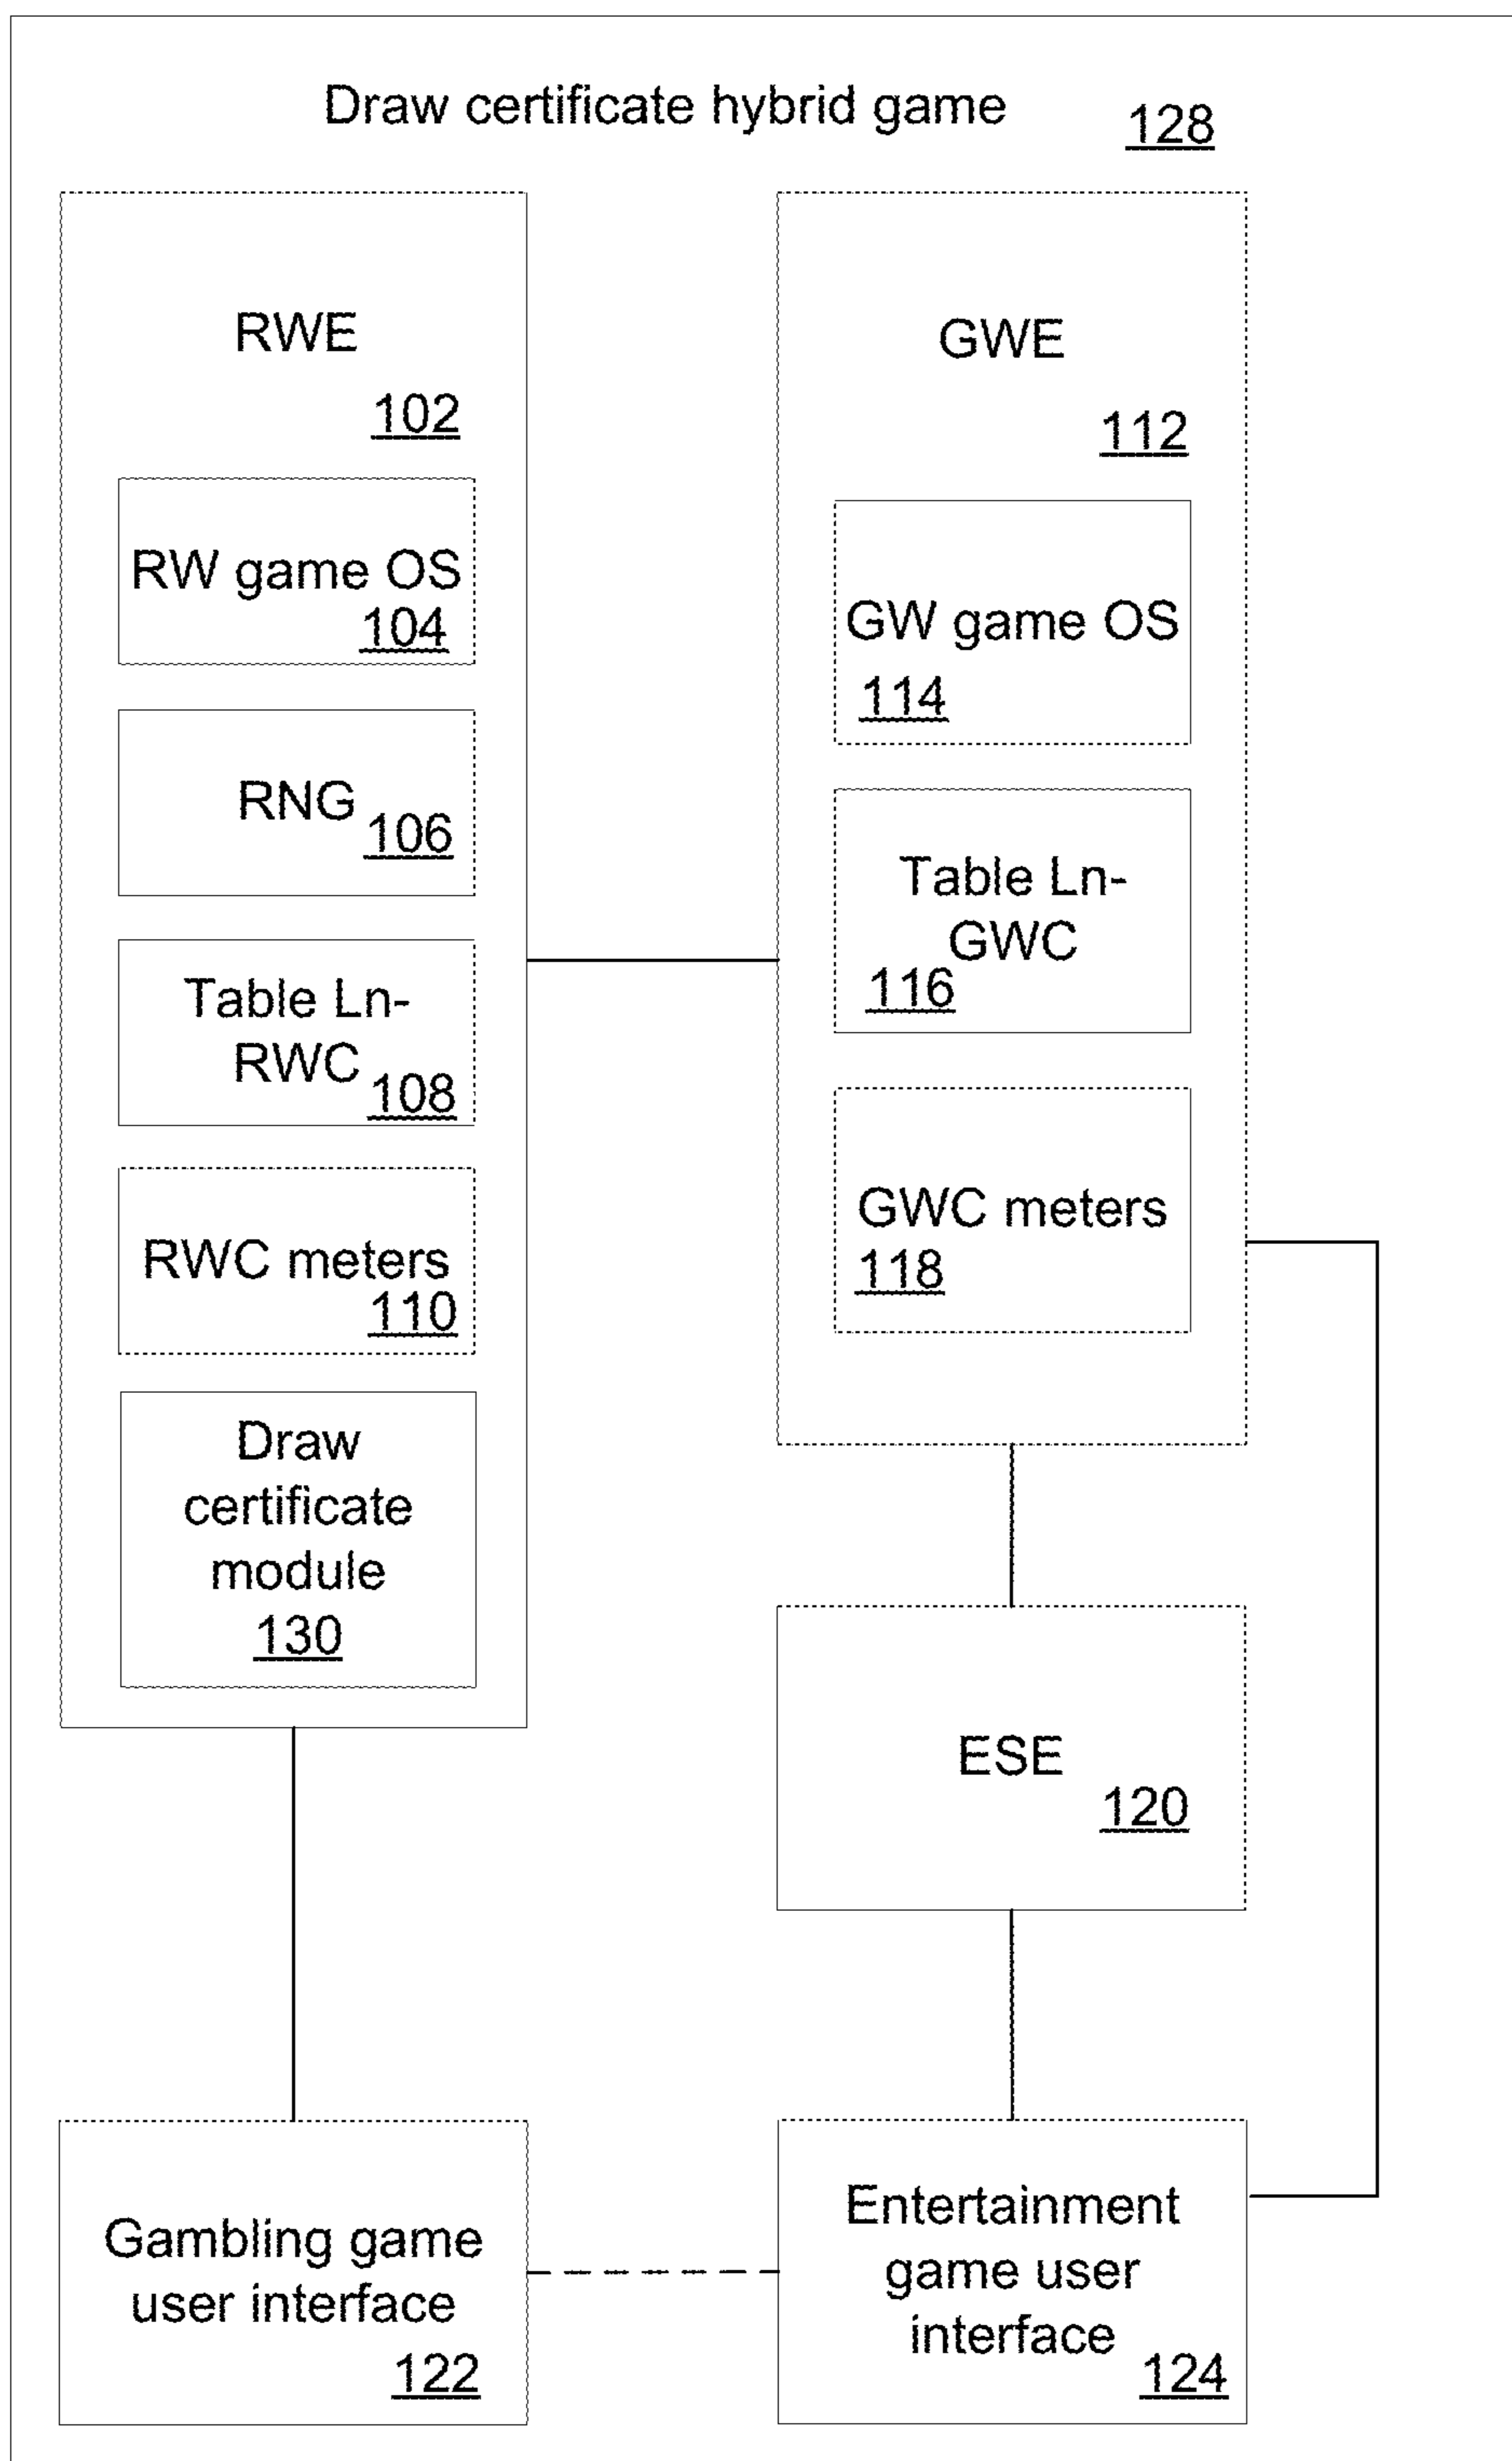 Draw certificate hybrid game 128
RWE
102
RW game OS
104
RNG
106
Table Ln-
RWC
108
RWC meters
110
Draw
certificate
module
130
GWE
112
GW game OS
114
Table Ln-
GWC
116
GWC meters
118
ESE
120
Gambling game
user interface
122
Entertainment
game user
interface
124